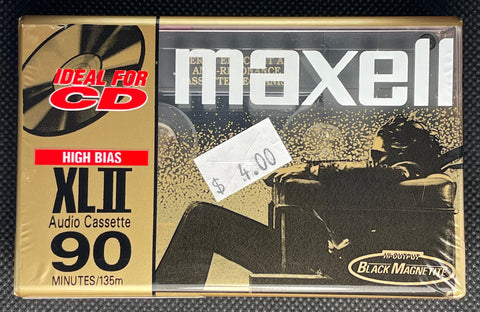 IDEAL FOR
CD
maxell
HIGH BIAS
XLII
Audio Cassette
90
MINUTES/135m
$ 4.00
BLACK MAGNETITE